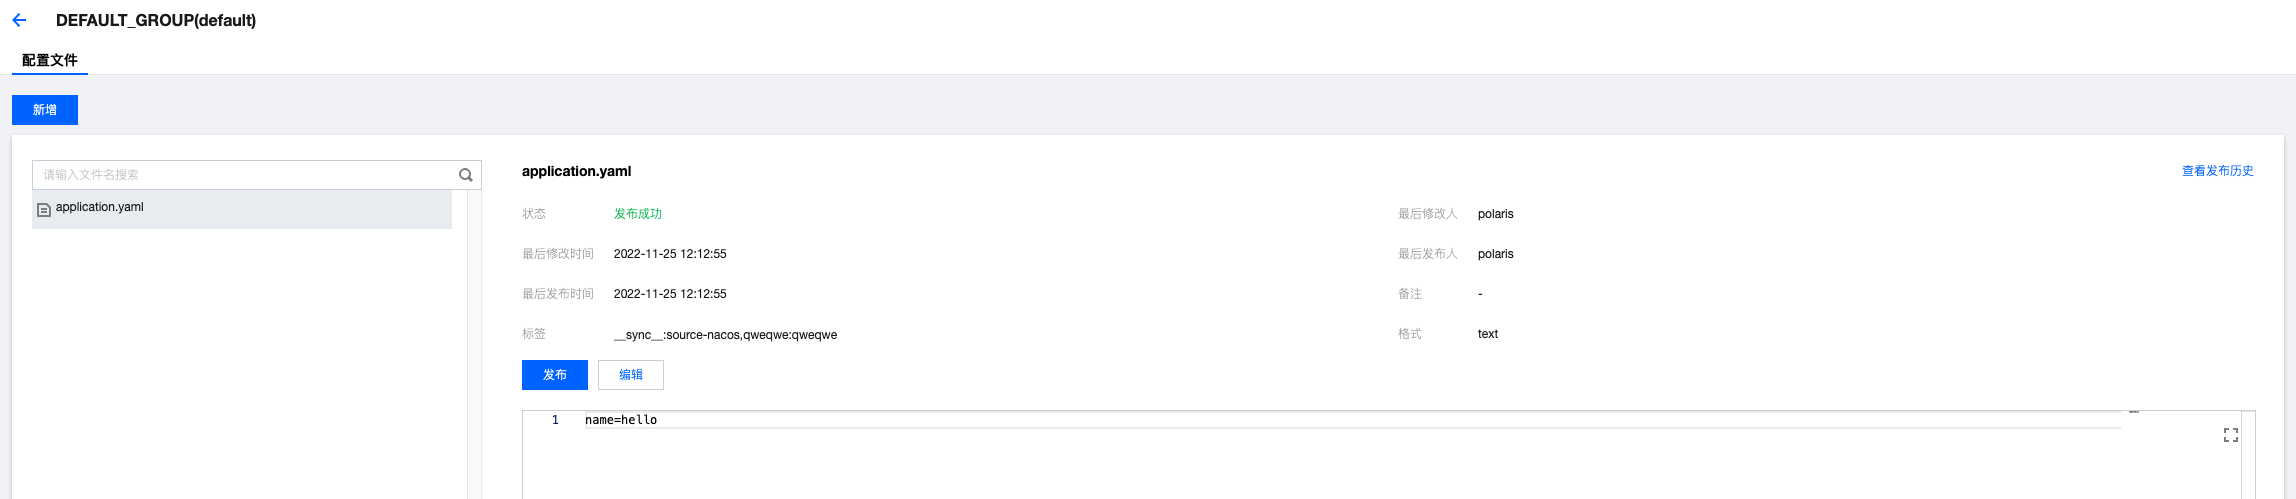 DEFAULT_GROUP(default)
配置文件
新增
请输入文件名搜索
application.yaml
application.yaml
查看发布历史
状态 发布成功 最后修改人 polaris
最后修改时间 2022-11-25 12:12:55 最后发布人 polaris
最后发布时间 2022-11-25 12:12:55 备注 -
标签 __sync__:source-nacos,qweqwe:qweqwe 格式 text
发布 编辑
1 name=hello